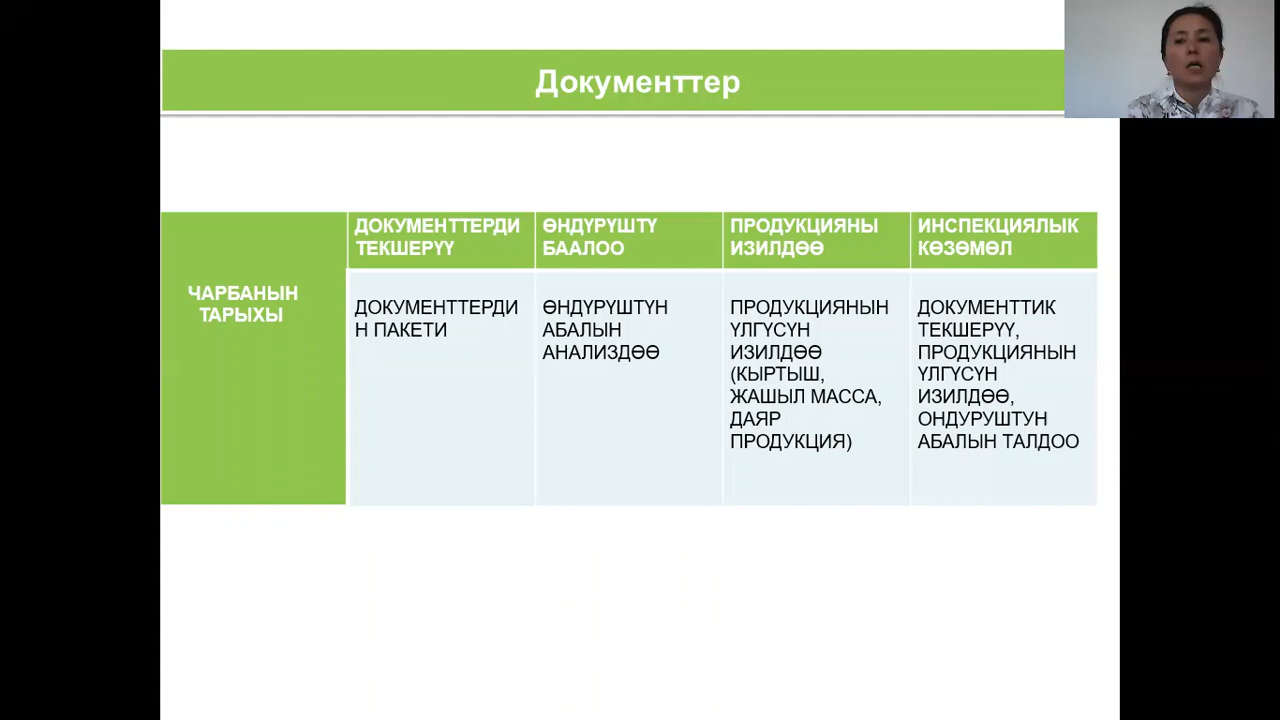 Документтер
ЧАРБАНЫН
ТАРЫХЫ
ДОКУМЕНТТЕРДИ
ТЕКШЕРҮҮ
ӨНДҮРҮШТҮ
БААЛОО
ПРОДУКЦИЯНЫ
ИЗИЛДӨӨ
ИНСПЕКЦИЯЛЫК
КӨЗӨМӨЛ
ДОКУМЕНТТЕРДИ
Н ПАКЕТИ
ӨНДҮРҮШТҮН
АБАЛЫН
АНАЛИЗДӨӨ
ПРОДУКЦИЯНЫН
ҮЛГҮСҮН
ИЗИЛДӨӨ
(КЫРТЫШ,
ЖАШЫЛ МАССА,
ДАЯР
ПРОДУКЦИЯ)
ДОКУМЕНТТИК
ТЕКШЕРҮҮ,
ПРОДУКЦИЯНЫН
ҮЛГҮСҮН
ИЗИЛДӨӨ,
ОНДУРУШТУН
АБАЛЫН ТАЛДОО